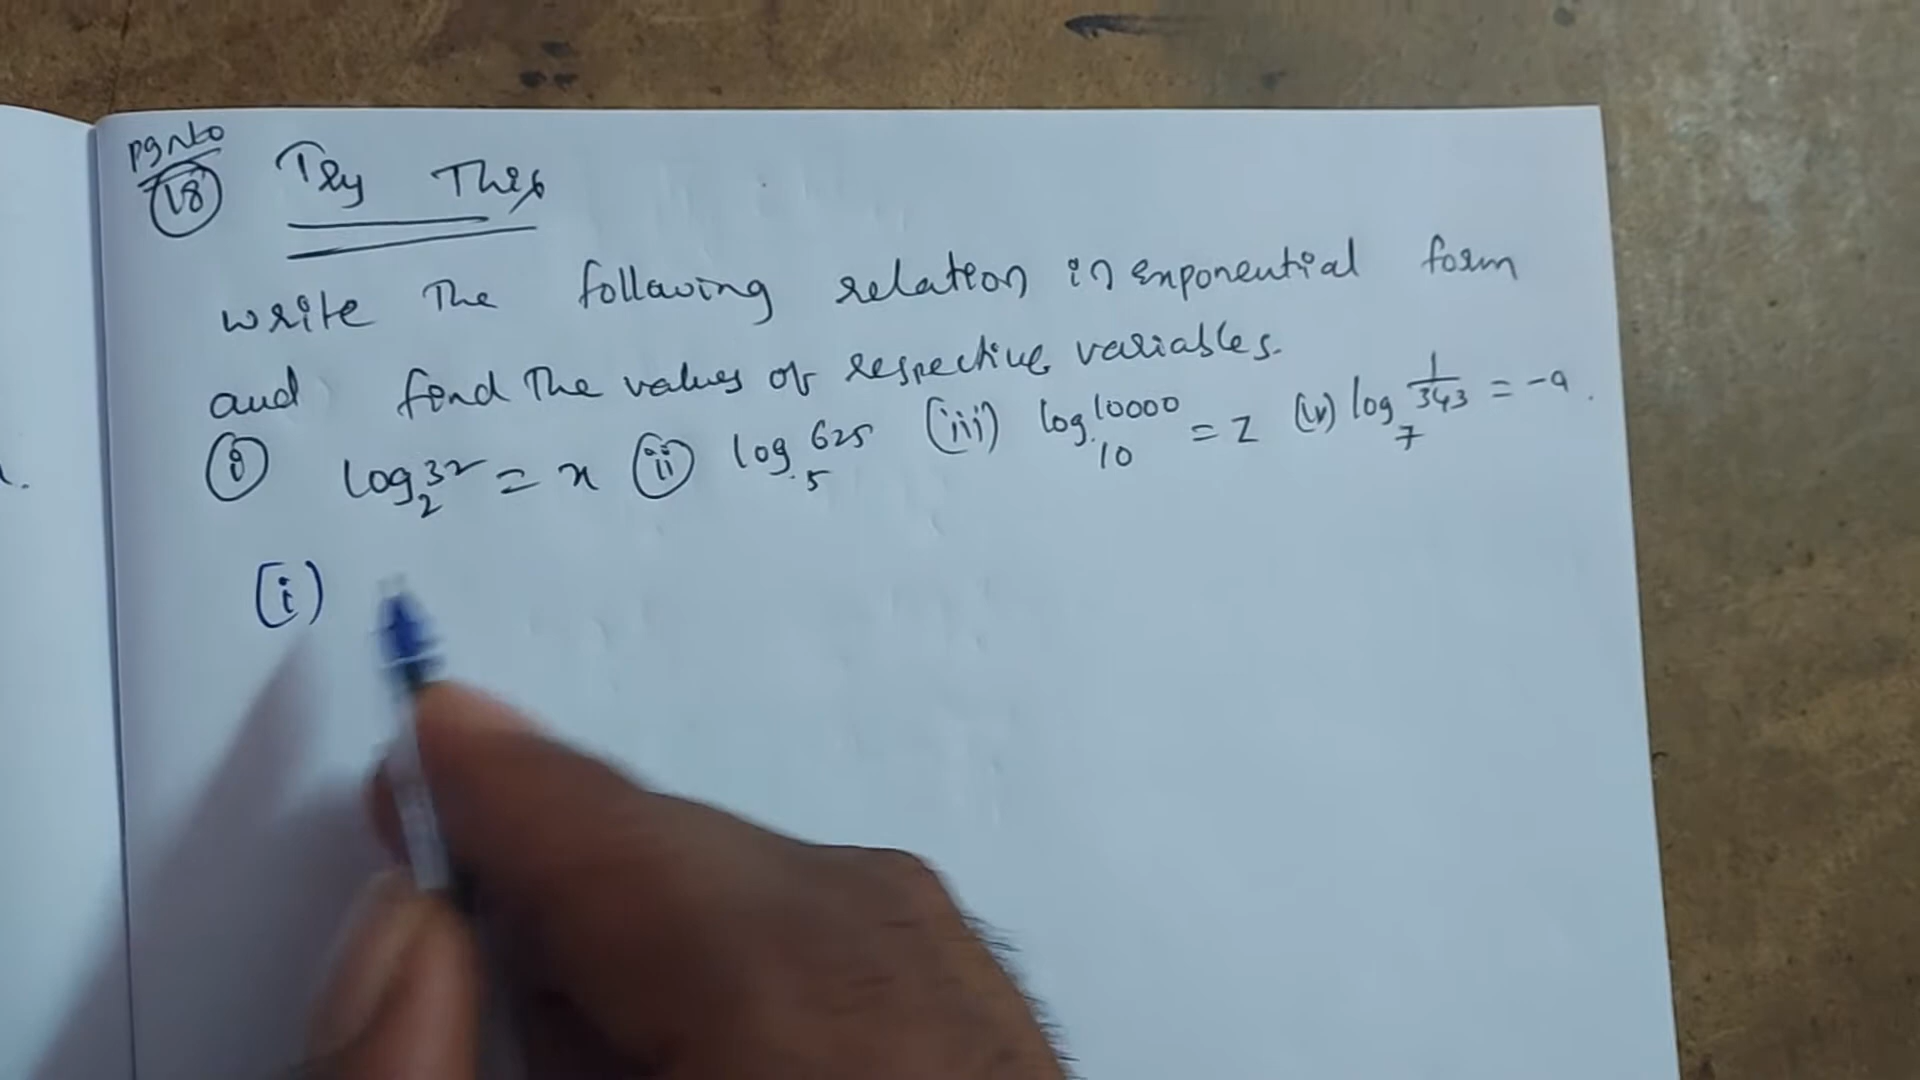 pg No
18 Try This
write The following relation in exponential form
and find The values of respective variables.
(i) log₂32 = x (ii) log₅625 (iii) log₁₀10000 = z (iv) log₇ 1/343 = -a.
(i)